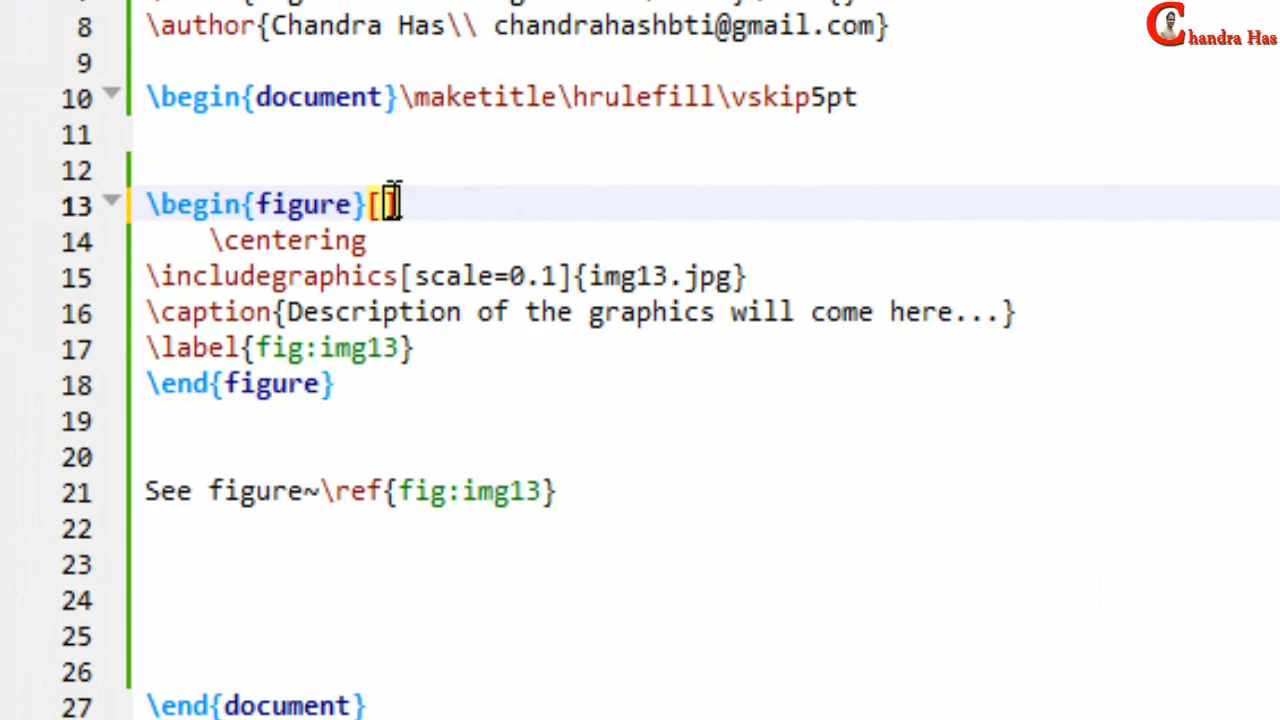 8 \author{Chandra Has\\ chandrahashbti@gmail.com}
Chandra Has
9
10 \begin{document}\maketitle\hrulefill\vskip5pt
11
12
13 \begin{figure}[]
14 \centering
15 \includegraphics[scale=0.1]{img13.jpg}
16 \caption{Description of the graphics will come here...}
17 \label{fig:img13}
18 \end{figure}
19
20
21 See figure~\ref{fig:img13}
22
23
24
25
26
27 \end{document}